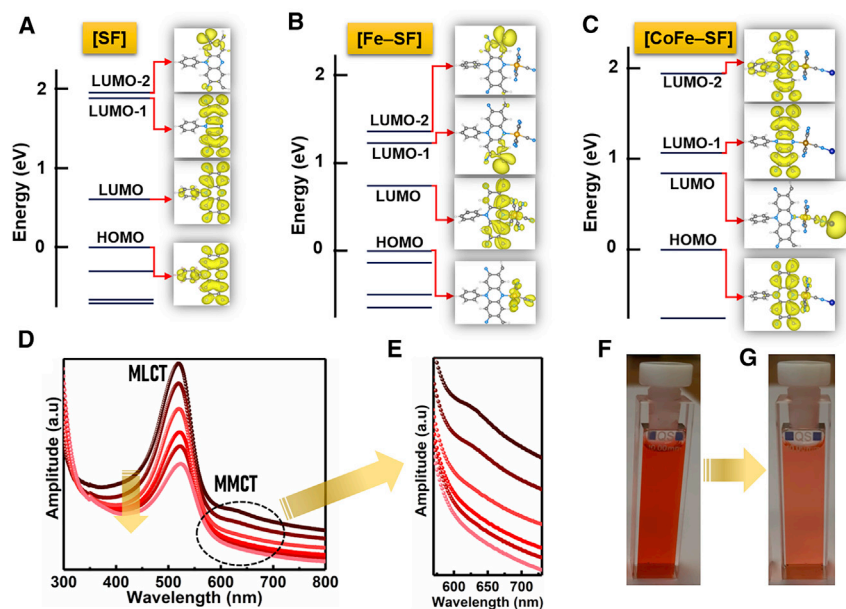 A
[SF]
Energy (eV)
2
1
0
LUMO-2
LUMO-1
LUMO
HOMO
B
[Fe–SF]
Energy (eV)
2
1
0
LUMO-2
LUMO-1
LUMO
HOMO
C
[CoFe–SF]
Energy (eV)
2
1
0
LUMO-2
LUMO-1
LUMO
HOMO
D
MLCT
MMCT
Amplitude (a.u)
300 400 500 600 700 800
Wavelength (nm)
E
Amplitude (a.u)
600 650 700
Wavelength (nm)
F
QS
G
QS